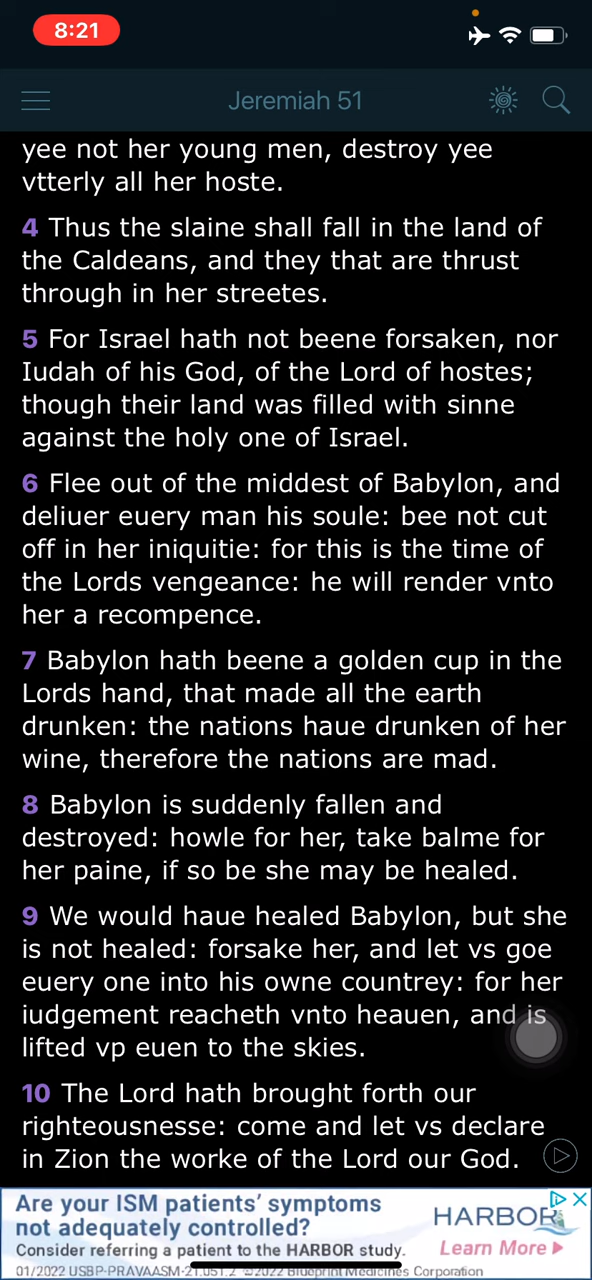 8:21
Jeremiah 51
yee not her young men, destroy yee
vtterly all her hoste.
4 Thus the slaine shall fall in the land of
the Caldeans, and they that are thrust
through in her streetes.
5 For Israel hath not beene forsaken, nor
Iudah of his God, of the Lord of hostes;
though their land was filled with sinne
against the holy one of Israel.
6 Flee out of the middest of Babylon, and
deliuer euery man his soule: bee not cut
off in her iniquitie: for this is the time of
the Lords vengeance: he will render vnto
her a recompence.
7 Babylon hath beene a golden cup in the
Lords hand, that made all the earth
drunken: the nations haue drunken of her
wine, therefore the nations are mad.
8 Babylon is suddenly fallen and
destroyed: howle for her, take balme for
her paine, if so be she may be healed.
9 We would haue healed Babylon, but she
is not healed: forsake her, and let vs goe
euery one into his owne countrey: for her
iudgement reacheth vnto heauen, and is
lifted vp euen to the skies.
10 The Lord hath brought forth our
righteousnesse: come and let vs declare
in Zion the worke of the Lord our God.
Are your ISM patients' symptoms
not adequately controlled?
Consider referring a patient to the HARBOR study.
01/2022 USBP-PRAVAASM-21.051.2 ©2022 Blueprint Medicines Corporation
HARBOR
Learn More